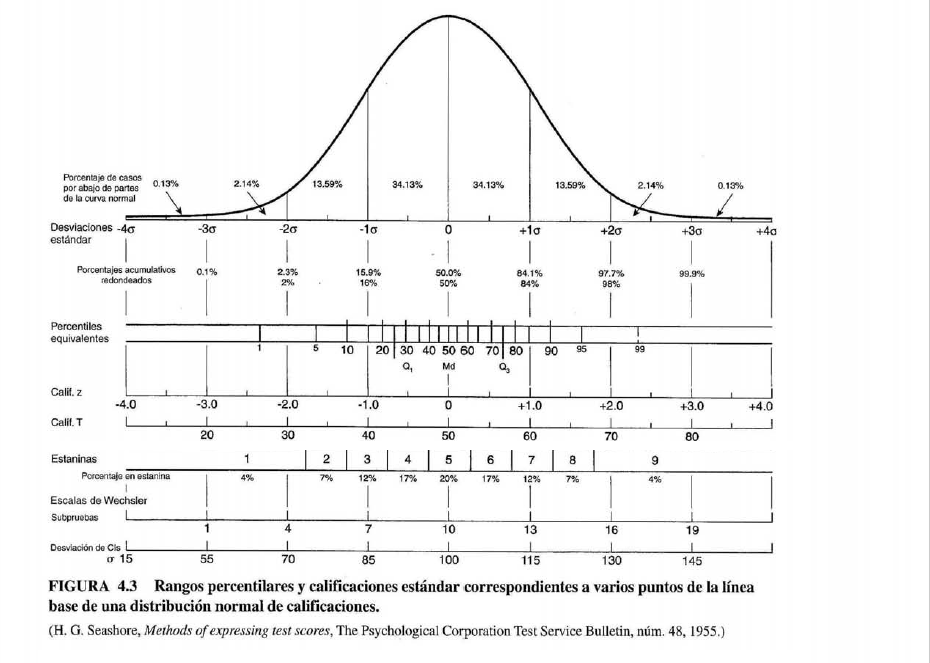 Porcentaje de casos
por abajo de partes
de la curva normal
0.13% 2.14% 13.59% 34.13% 34.13% 13.59% 2.14% 0.13%
Desviaciones estándar -4σ -3σ -2σ -1σ 0 +1σ +2σ +3σ +4σ
Porcentajes acumulativos 0.1% 2.3% 15.9% 50.0% 84.1% 97.7% 99.9%
redondeados 2% 16% 50% 84% 98%
Percentiles
equivalentes
1 5 10 20 30 40 50 60 70 80 90 95 99
Q₁ Md Q₃
Calif. z
-4.0 -3.0 -2.0 -1.0 0 +1.0 +2.0 +3.0 +4.0
Calif. T
20 30 40 50 60 70 80
Estaninas 1 2 3 4 5 6 7 8 9
Porcentaje en estanina 4% 7% 12% 17% 20% 17% 12% 7% 4%
Escalas de Wechsler
Subpruebas
1 4 7 10 13 16 19
Desviación de CIs
σ 15 55 70 85 100 115 130 145
FIGURA 4.3 Rangos percentilares y calificaciones estándar correspondientes a varios puntos de la línea
base de una distribución normal de calificaciones.
(H. G. Seashore, Methods of expressing test scores, The Psychological Corporation Test Service Bulletin, núm. 48, 1955.)